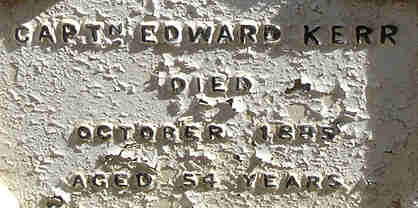 CAPTN EDWARD KERR
DIED
OCTOBER 1885
AGED 54 YEARS